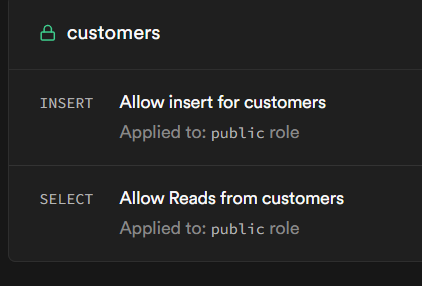 customers
INSERT Allow insert for customers
Applied to: public role
SELECT Allow Reads from customers
Applied to: public role